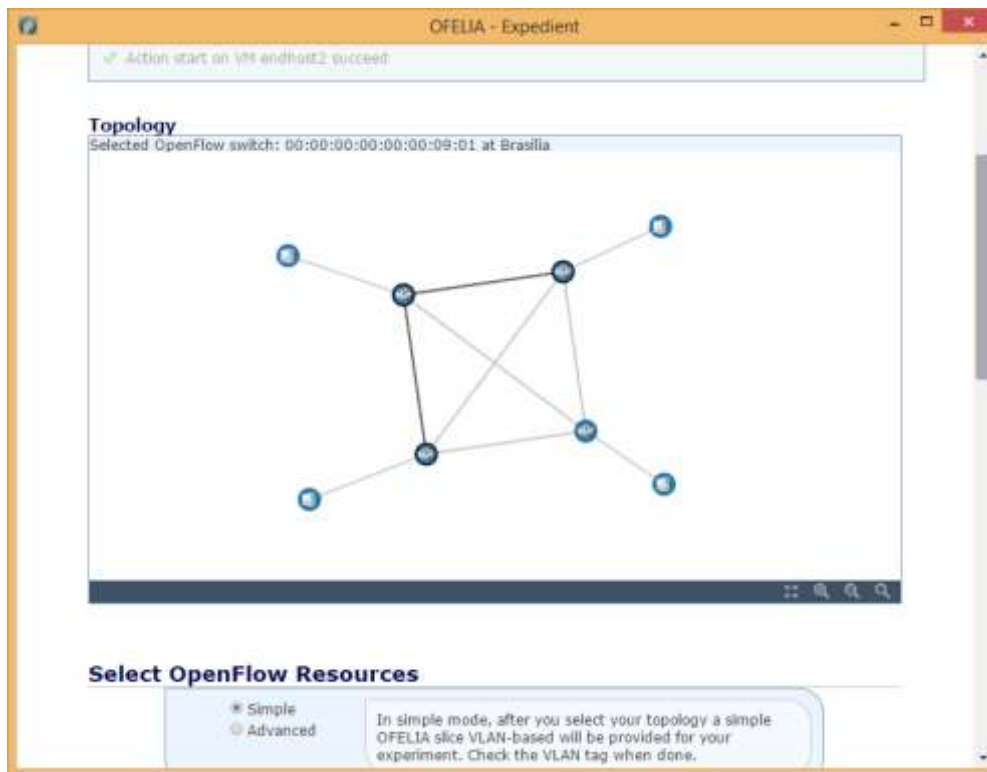 OFELIA - Expedient
Action start on VM endhost2 succeed
Topology
Selected OpenFlow switch: 00:00:00:00:00:00:09:01 at Brasilia
Select OpenFlow Resources
Simple
Advanced
In simple mode, after you select your topology a simple
OFELIA slice VLAN-based will be provided for your
experiment. Check the VLAN tag when done.